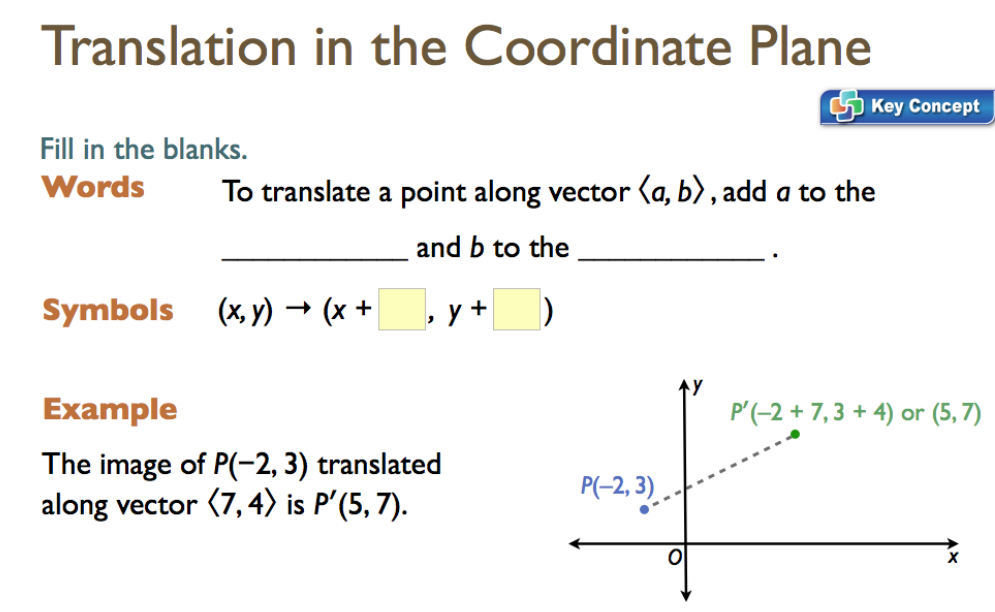 Translation in the Coordinate Plane
Key Concept
Fill in the blanks.
Words To translate a point along vector ⟨a, b⟩, add a to the
____________ and b to the ____________ .
Symbols (x, y) → (x + , y + )
Example
The image of P(−2, 3) translated
along vector ⟨7, 4⟩ is P′(5, 7).
y
P′(–2 + 7, 3 + 4) or (5, 7)
P(–2, 3)
O
x